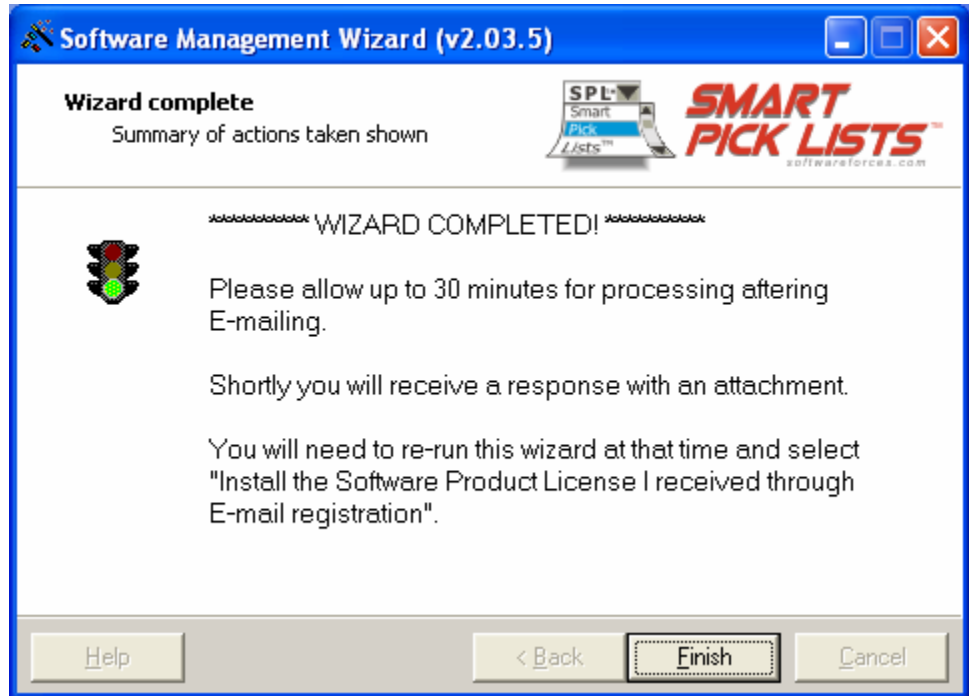 Software Management Wizard (v2.03.5)
Wizard complete
Summary of actions taken shown
SPL
Smart
Pick
Lists™
SMART
PICK LISTS™
softwareforces.com
*********** WIZARD COMPLETED! ***********
Please allow up to 30 minutes for processing aftering
E-mailing.
Shortly you will receive a response with an attachment.
You will need to re-run this wizard at that time and select
"Install the Software Product License I received through
E-mail registration".
Help
< Back
Finish
Cancel